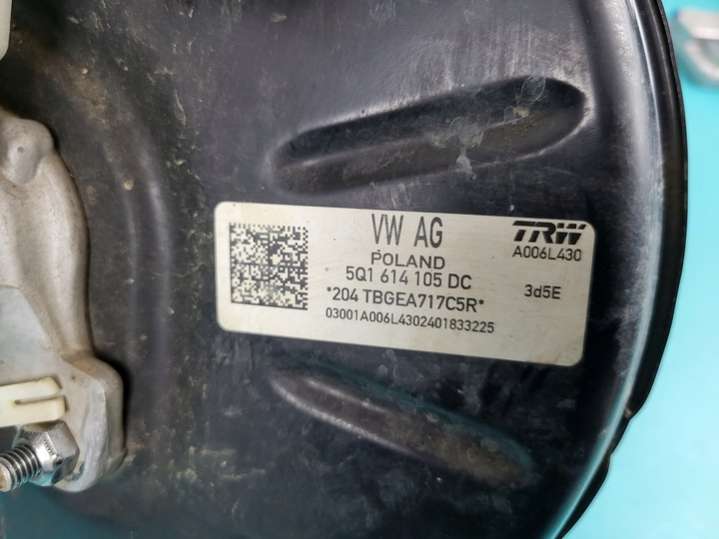 VW AG
TRW
A006L430
POLAND
5Q1 614 105 DC
3d5E
*204 TBGEA717C5R*
03001A006L4302401833225